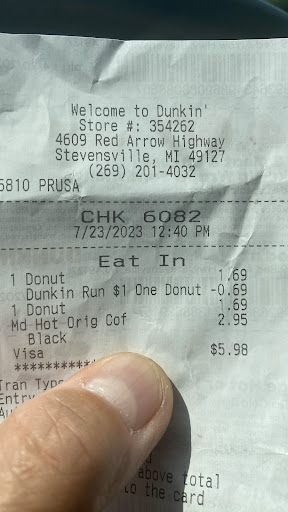 Welcome to Dunkin'
Store #: 354262
4609 Red Arrow Highway
Stevensville, MI 49127
(269) 201-4032
5810 PRUSA
CHK 6082
7/23/2023 12:40 PM
Eat In
1 Donut 1.69
Dunkin Run $1 One Donut -0.69
1 Donut 1.69
Md Hot Orig Cof 2.95
Black
Visa $5.98
************
Tran Type
Entry
above total
to the card